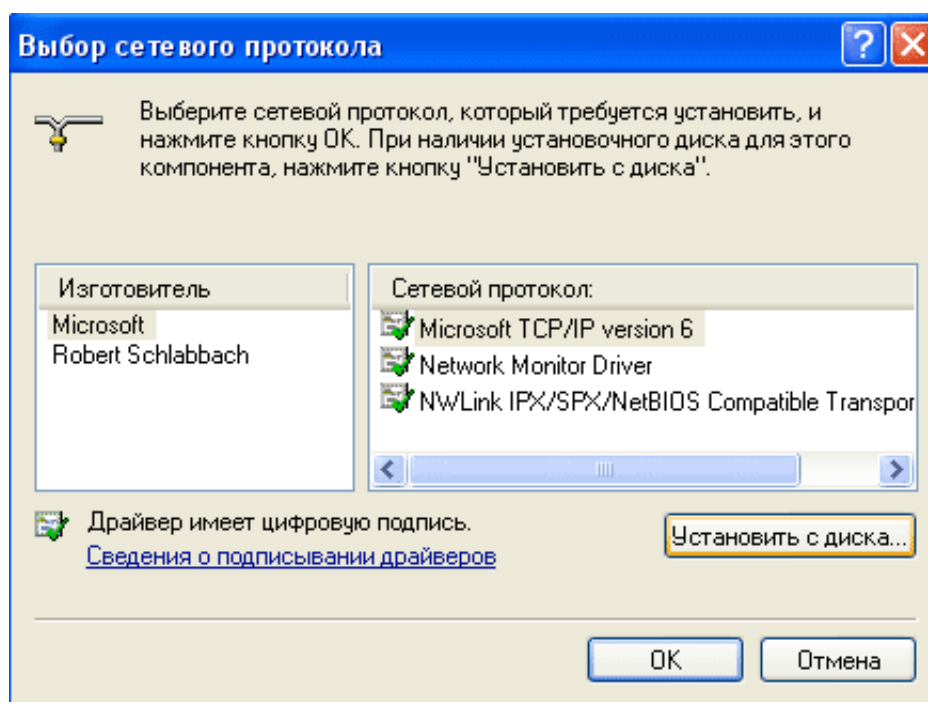 Выбор сетевого протокола
Выберите сетевой протокол, который требуется установить, и
нажмите кнопку ОК. При наличии установочного диска для этого
компонента, нажмите кнопку "Установить с диска".
Изготовитель
Microsoft
Robert Schlabbach
Сетевой протокол:
Microsoft TCP/IP version 6
Network Monitor Driver
NWLink IPX/SPX/NetBIOS Compatible Transpor
Драйвер имеет цифровую подпись.
Сведения о подписывании драйверов
Установить с диска...
ОК
Отмена